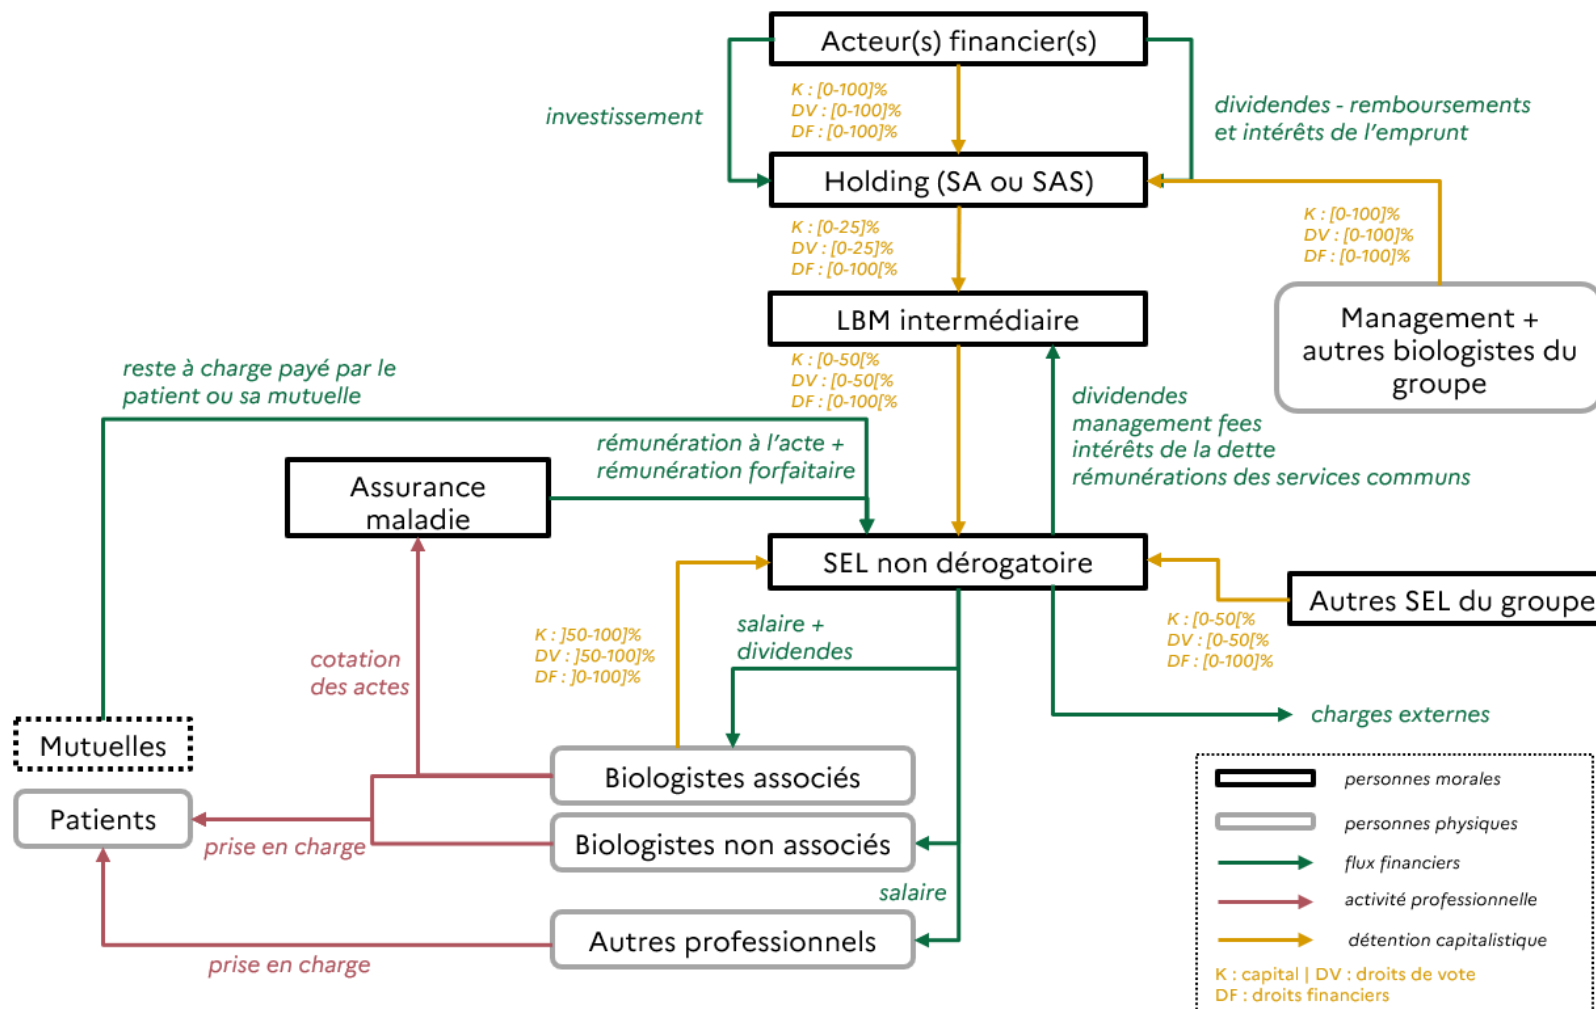 Acteur(s) financier(s)
K : [0-100]%
DV : [0-100]%
DF : [0-100]%
investissement
dividendes - remboursements
et intérêts de l'emprunt
Holding (SA ou SAS)
K : [0-25]%
DV : [0-25]%
DF : [0-100[%
K : [0-100]%
DV : [0-100]%
DF : [0-100]%
LBM intermédiaire
Management +
autres biologistes du
groupe
K : [0-50[%
DV : [0-50[%
DF : [0-100[%
reste à charge payé par le
patient ou sa mutuelle
dividendes
management fees
intérêts de la dette
rémunérations des services communs
rémunération à l'acte +
rémunération forfaitaire
Assurance
maladie
SEL non dérogatoire
Autres SEL du groupe
K : [0-50[%
DV : [0-50[%
DF : [0-100]%
K : ]50-100]%
DV : ]50-100]%
DF : ]0-100]%
salaire +
dividendes
cotation
des actes
charges externes
Mutuelles
Biologistes associés
Patients
prise en charge
Biologistes non associés
salaire
Autres professionnels
prise en charge
personnes morales
personnes physiques
flux financiers
activité professionnelle
détention capitalistique
K : capital | DV : droits de vote
DF : droits financiers